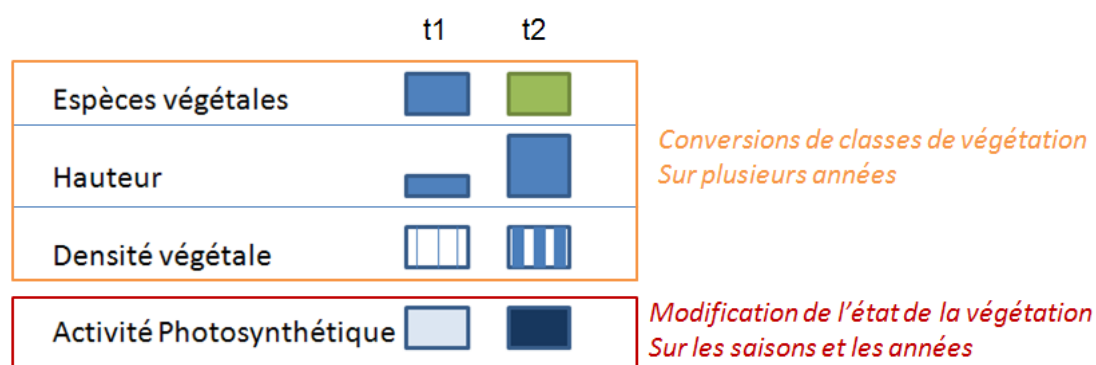 t1 t2
Espèces végétales
Hauteur
Densité végétale
Conversions de classes de végétation
Sur plusieurs années
Activité Photosynthétique
Modification de l'état de la végétation
Sur les saisons et les années